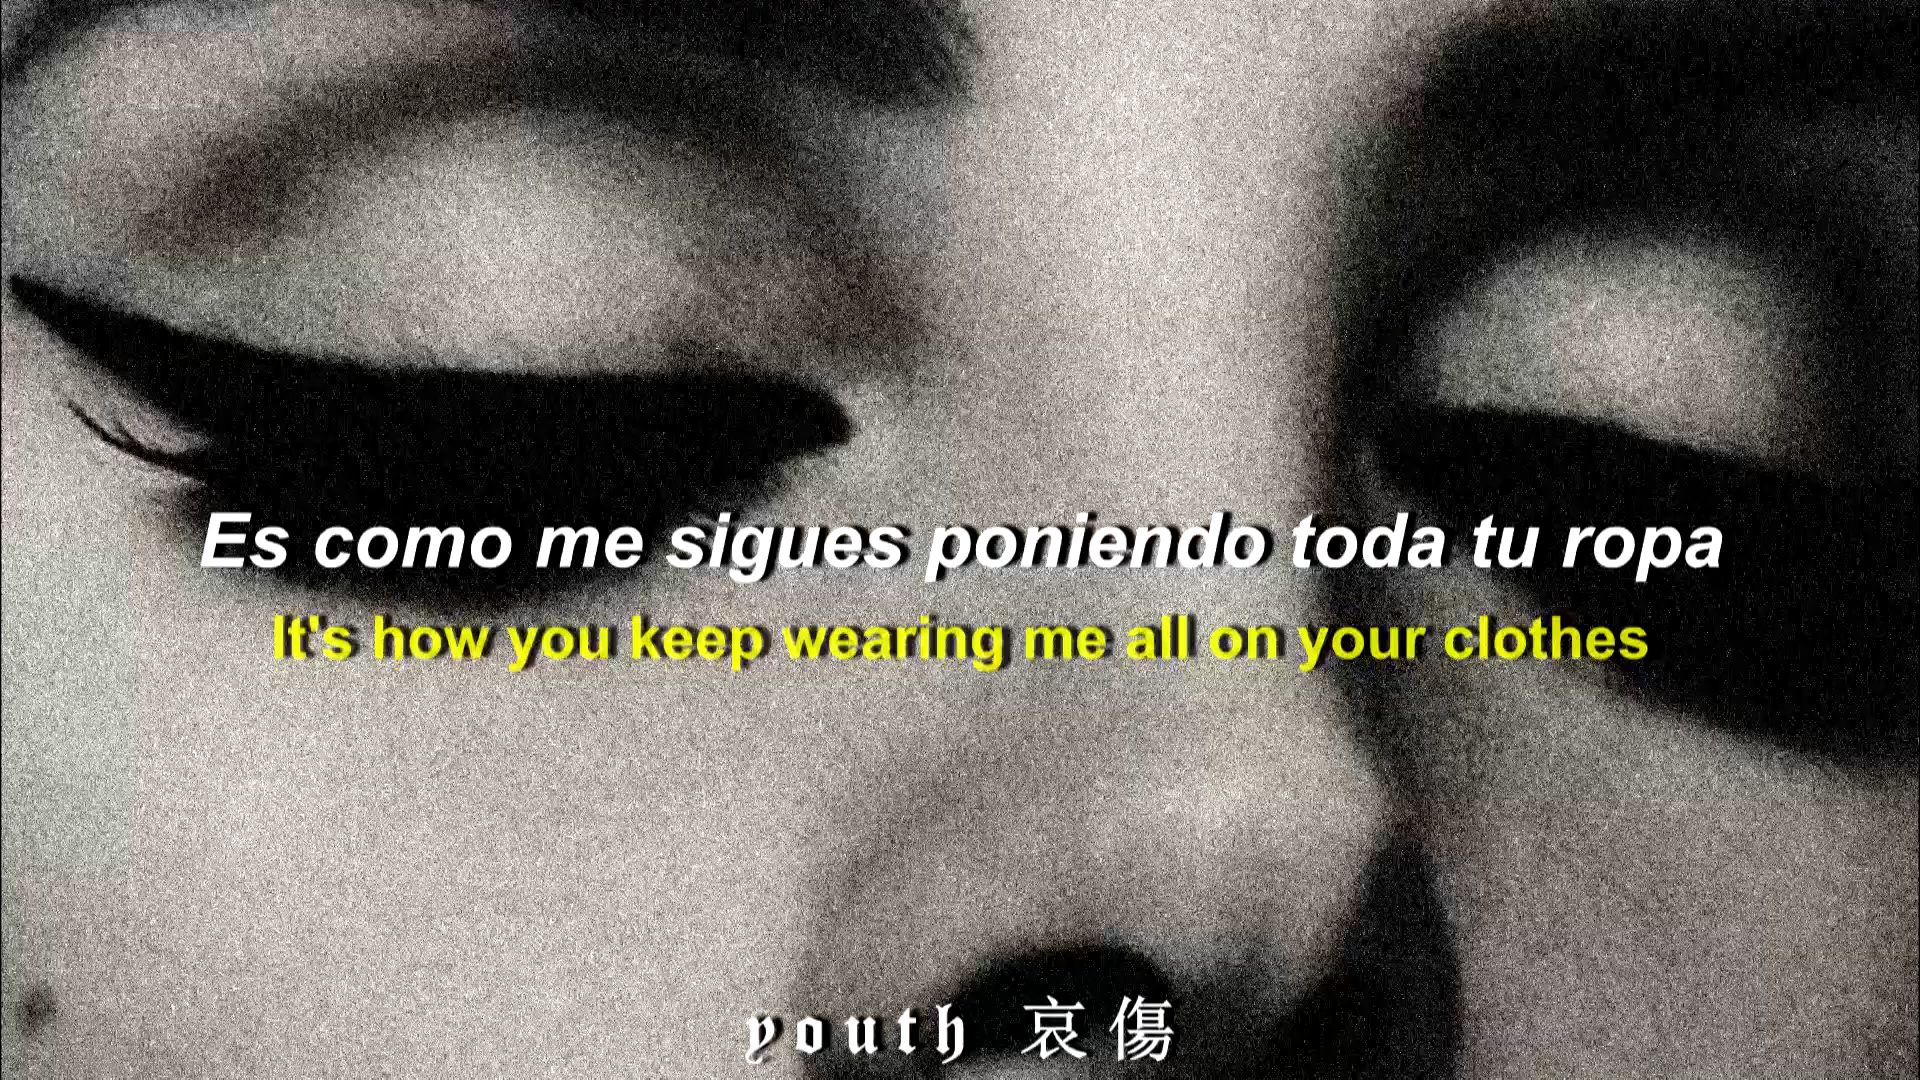 Es como me sigues poniendo toda tu ropa
It's how you keep wearing me all on your clothes
youth 哀傷